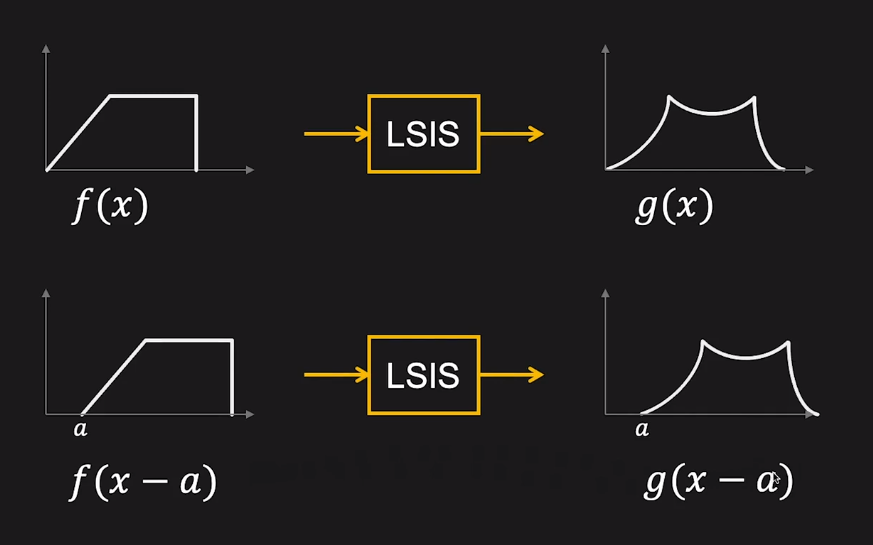 LSIS
f(x)
g(x)
LSIS
a
a
f(x − a)
g(x − a)